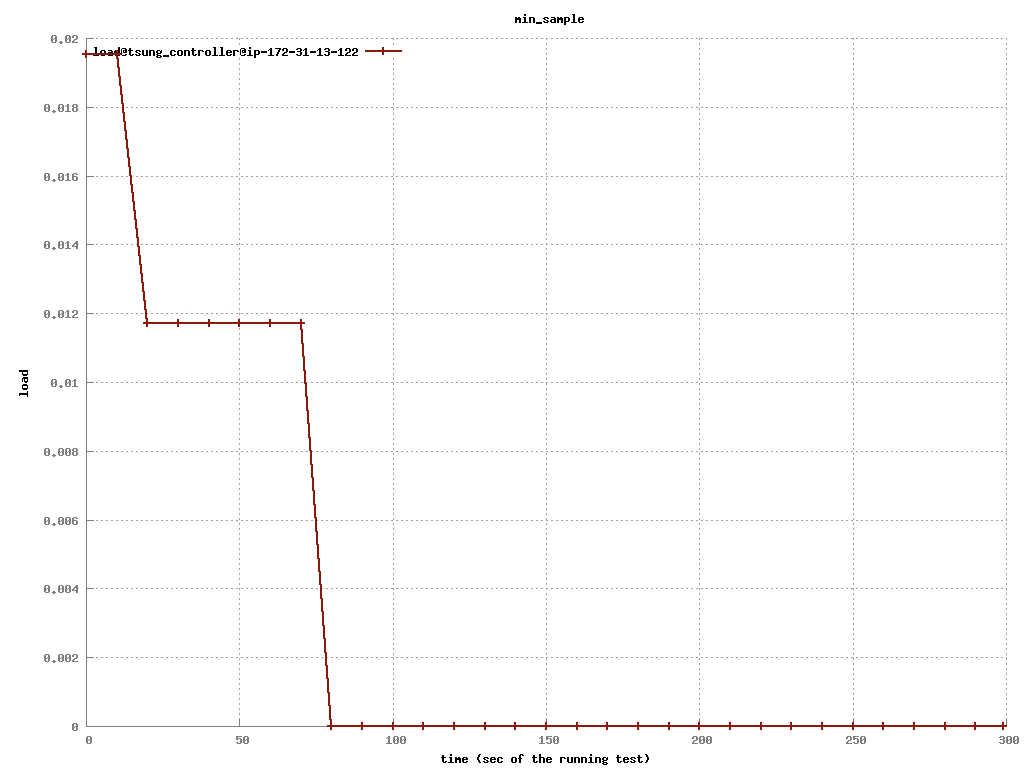 min_sample
load@tsung_controller@ip-172-31-13-122
0.02
0.018
0.016
0.014
0.012
0.01
0.008
0.006
0.004
0.002
0
load
0 50 100 150 200 250 300
time (sec of the running test)